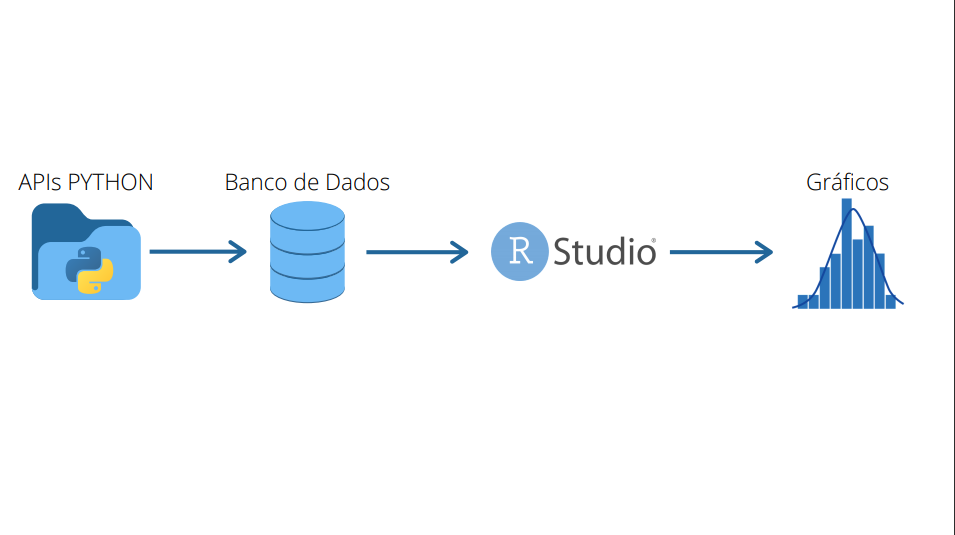 APIs PYTHON
Banco de Dados
R Studio®
Gráficos